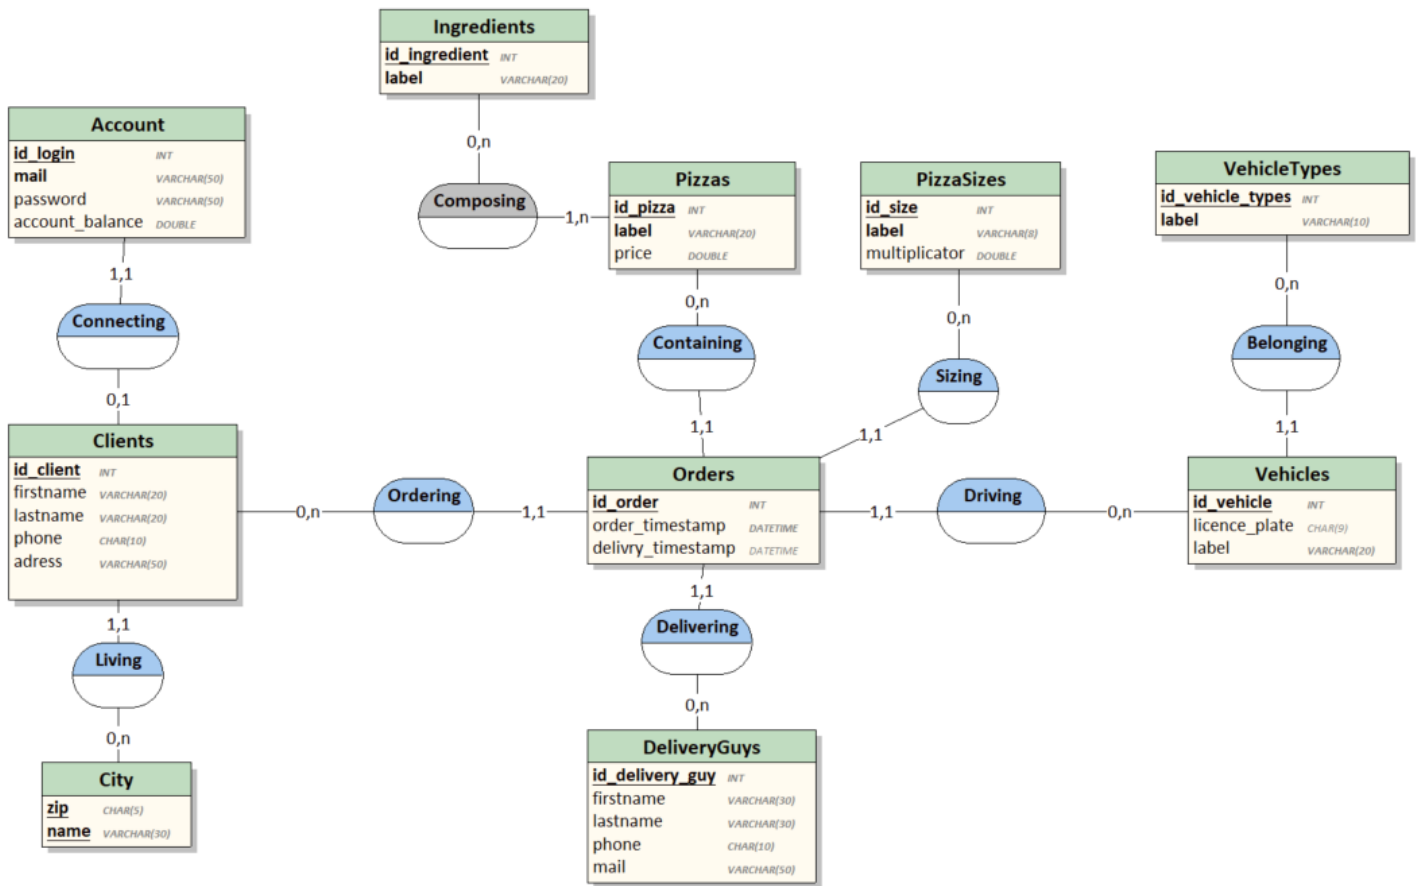 Ingredients
id_ingredient INT
label VARCHAR(20)
0,n
Composing
1,n
Account
id_login INT
mail VARCHAR(50)
password VARCHAR(50)
account_balance DOUBLE
1,1
Connecting
0,1
Pizzas
id_pizza INT
label VARCHAR(20)
price DOUBLE
0,n
Containing
1,1
PizzaSizes
id_size INT
label VARCHAR(8)
multiplicator DOUBLE
0,n
Sizing
1,1
VehicleTypes
id_vehicle_types INT
label VARCHAR(10)
0,n
Belonging
1,1
Clients
id_client INT
firstname VARCHAR(20)
lastname VARCHAR(20)
phone CHAR(10)
adress VARCHAR(50)
0,n
Ordering
1,1
Orders
id_order INT
order_timestamp DATETIME
delivry_timestamp DATETIME
1,1
Driving
0,n
Vehicles
id_vehicle INT
licence_plate CHAR(9)
label VARCHAR(20)
1,1
Living
0,n
City
zip CHAR(5)
name VARCHAR(30)
1,1
Delivering
0,n
DeliveryGuys
id_delivery_guy INT
firstname VARCHAR(30)
lastname VARCHAR(30)
phone CHAR(10)
mail VARCHAR(50)